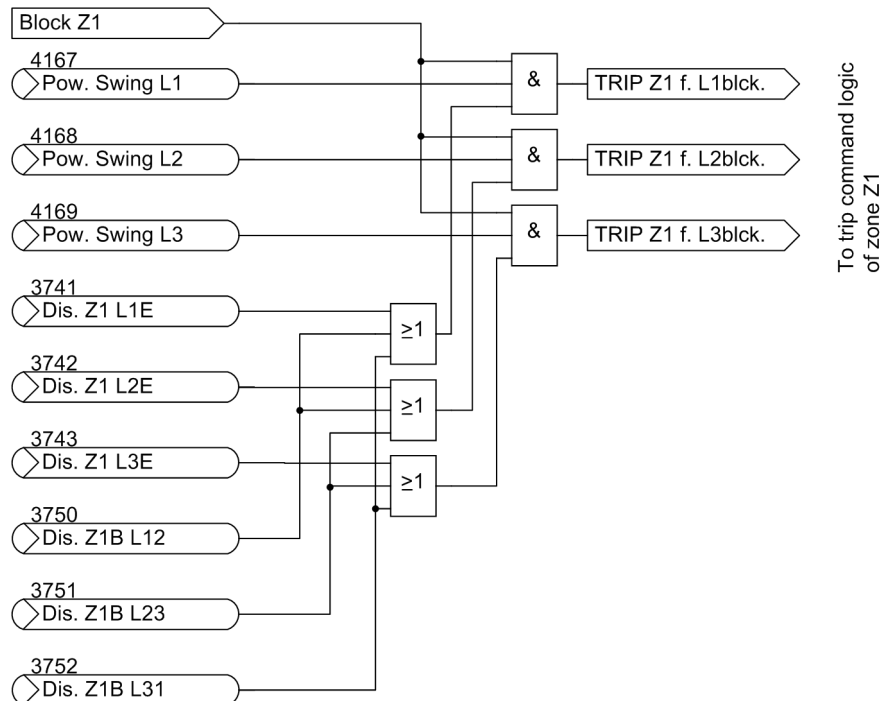 Block Z1
4167
Pow. Swing L1
&
TRIP Z1 f. L1blck.
4168
Pow. Swing L2
&
TRIP Z1 f. L2blck.
4169
Pow. Swing L3
&
TRIP Z1 f. L3blck.
To trip command logic
of zone Z1
3741
Dis. Z1 L1E
≥1
3742
Dis. Z1 L2E
≥1
3743
Dis. Z1 L3E
≥1
3750
Dis. Z1B L12
3751
Dis. Z1B L23
3752
Dis. Z1B L31